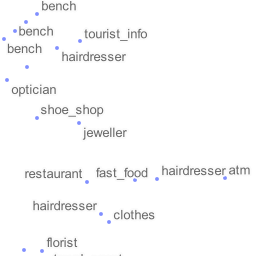 bench
bench
tourist_info
bench
hairdresser
optician
shoe_shop
jeweller
restaurant
fast_food
hairdresser
atm
hairdresser
clothes
florist